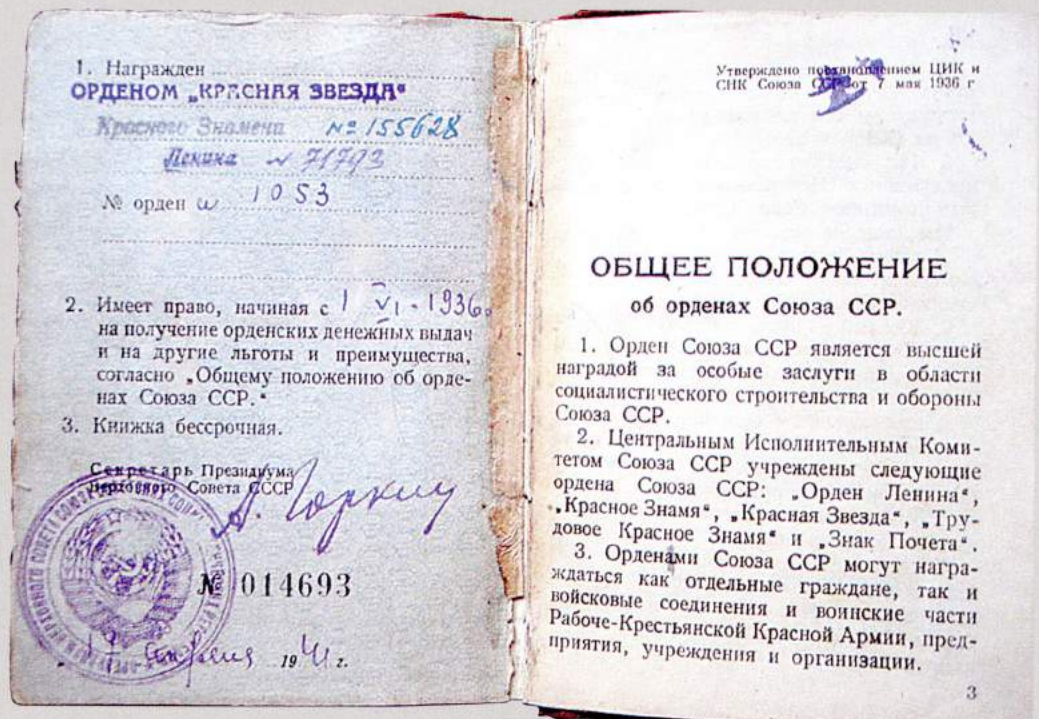 1. Награжден
ОРДЕНОМ „КРАСНАЯ ЗВЕЗДА“
Красного Знамени № 155628
Ленина № 71793
№ орден 1053
2. Имеет право, начиная с 1 VI - 1936
на получение орденских денежных выдач
и на другие льготы и преимущества,
согласно „Общему положению об орде-
нах Союза ССР.“
3. Книжка бессрочная.
Секретарь Президиума
Верховного Совета СССР
А. Горкин
№ 014693
апреля 1941 г.
Утверждено постановлением ЦИК и
СНК Союза ССР от 7 мая 1936 г
ОБЩЕЕ ПОЛОЖЕНИЕ
об орденах Союза ССР.
1. Орден Союза ССР является высшей
наградой за особые заслуги в области
социалистического строительства и обороны
Союза ССР.
2. Центральным Исполнительным Коми-
тетом Союза ССР учреждены следующие
ордена Союза ССР: „Орден Ленина“,
„Красное Знамя“, „Красная Звезда“, „Тру-
довое Красное Знамя“ и „Знак Почета“.
3. Орденами Союза ССР могут награ-
ждаться как отдельные граждане, так и
войсковые соединения и воинские части
Рабоче-Крестьянской Красной Армии, пред-
приятия, учреждения и организации.
3